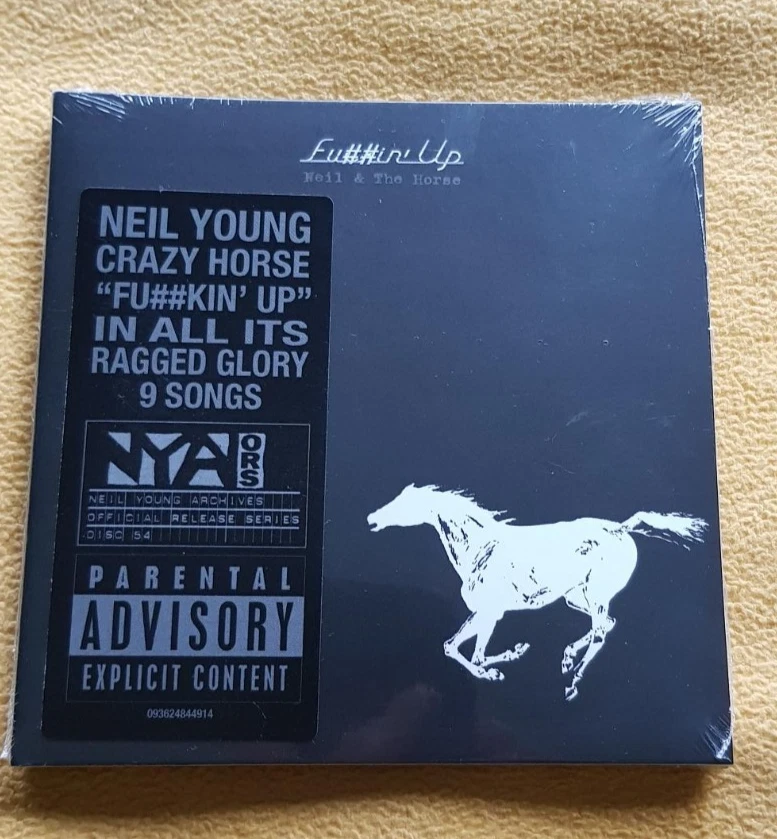 Fu##in' Up
Neil & The Horse
NEIL YOUNG
CRAZY HORSE
“FU##KIN’ UP”
IN ALL ITS
RAGGED GLORY
9 SONGS
NYA ORS
NEIL YOUNG ARCHIVES
OFFICIAL RELEASE SERIES
DISC 54
PARENTAL
ADVISORY
EXPLICIT CONTENT
093624844914